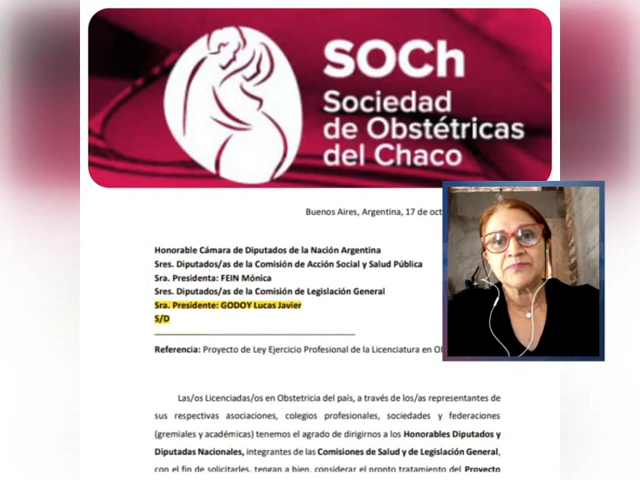 SOCh
Sociedad
de Obstétricas
del Chaco
Buenos Aires, Argentina, 17 de
Honorable Cámara de Diputados de la Nación Argentina
Sres. Diputados/as de la Comisión de Acción Social y Salud Pública
Sra. Presidenta: FEIN Mónica
Sres. Diputados/as de la Comisión de Legislación General
Sra. Presidente: GODOY Lucas Javier
S/D
Referencia: Proyecto de Ley Ejercicio Profesional de la Licenciatura en
Las/os Licenciadas/os en Obstetricia del país, a través de los/as representantes de
sus respectivas asociaciones, colegios profesionales, sociedades y federaciones
(gremiales y académicas) tenemos el agrado de dirigirnos a los Honorables Diputados y
Diputadas Nacionales, integrantes de las Comisiones de Salud y de Legislación General,
con el fin de solicitarles, tengan a bien, considerar el pronto tratamiento del Proyecto